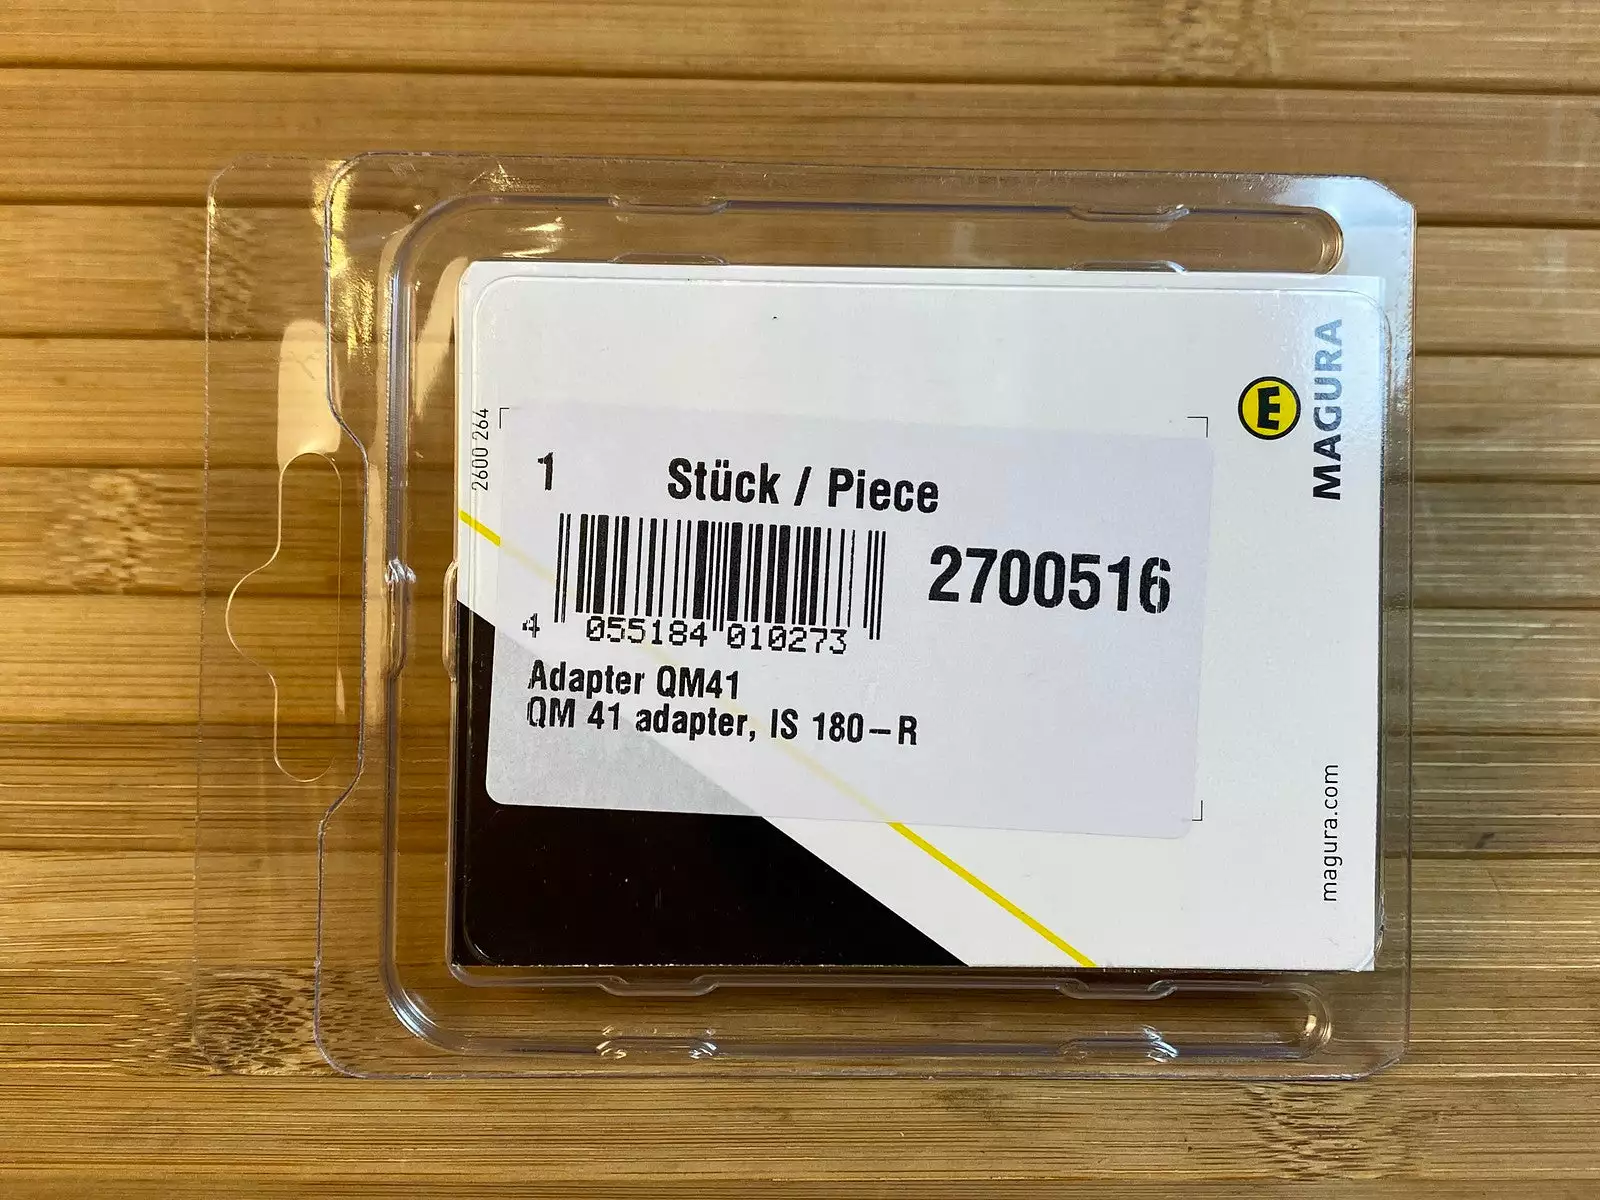 1 Stück / Piece
2700516
4 055184 010273
Adapter QM41
QM 41 adapter, IS 180-R
2600 264
E
MAGURA
magura.com